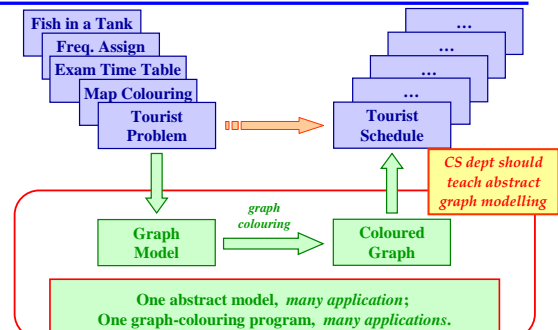 Fish in a Tank
Freq. Assign
Exam Time Table
Map Colouring
Tourist
Problem
…
…
…
…
Tourist
Schedule
CS dept should
teach abstract
graph modelling
Graph
Model
graph
colouring
Coloured
Graph
One abstract model, many application;
One graph-colouring program, many applications.